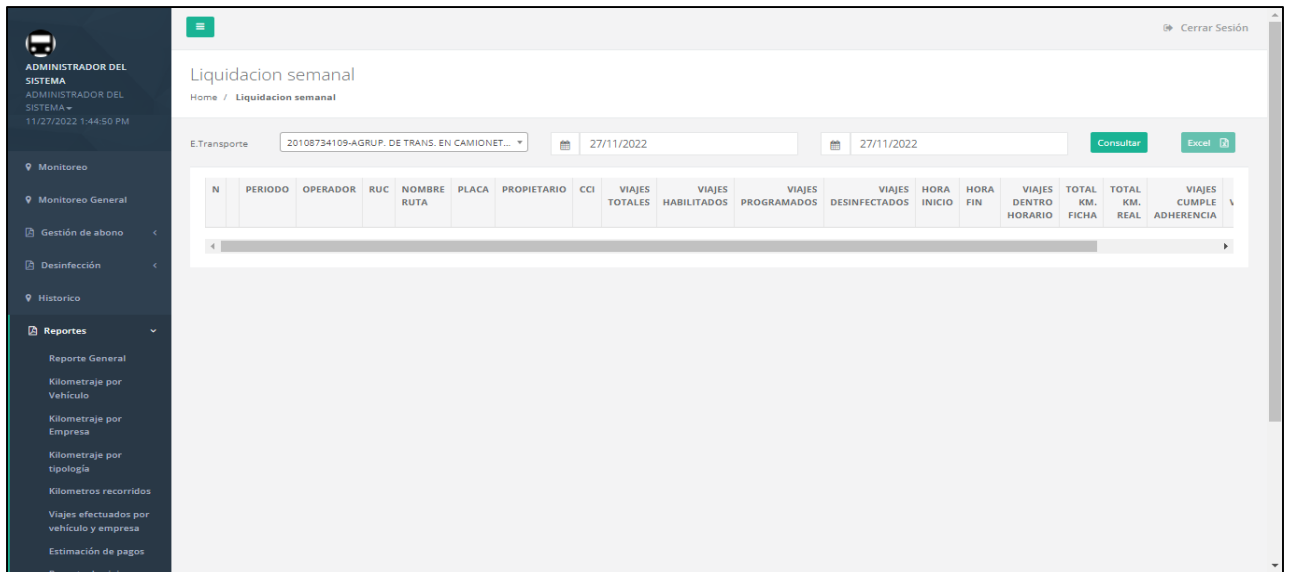 ADMINISTRADOR DEL
SISTEMA
ADMINISTRADOR DEL
SISTEMA
11/27/2022 1:44:50 PM
Monitoreo
Monitoreo General
Gestión de abono
Desinfección
Historico
Reportes
Reporte General
Kilometraje por
Vehículo
Kilometraje por
Empresa
Kilometraje por
tipología
Kilometros recorridos
Viajes efectuados por
vehículo y empresa
Estimación de pagos
Cerrar Sesión
Liquidacion semanal
Home / Liquidacion semanal
E.Transporte 20108734109-AGRUP. DE TRANS. EN CAMIONET... 27/11/2022 27/11/2022 Consultar Excel
N PERIODO OPERADOR RUC NOMBRE PLACA PROPIETARIO CCI VIAJES VIAJES VIAJES VIAJES HORA HORA VIAJES TOTAL TOTAL VIAJES
RUTA TOTALES HABILITADOS PROGRAMADOS DESINFECTADOS INICIO FIN DENTRO KM. KM. CUMPLE
HORARIO FICHA REAL ADHERENCIA